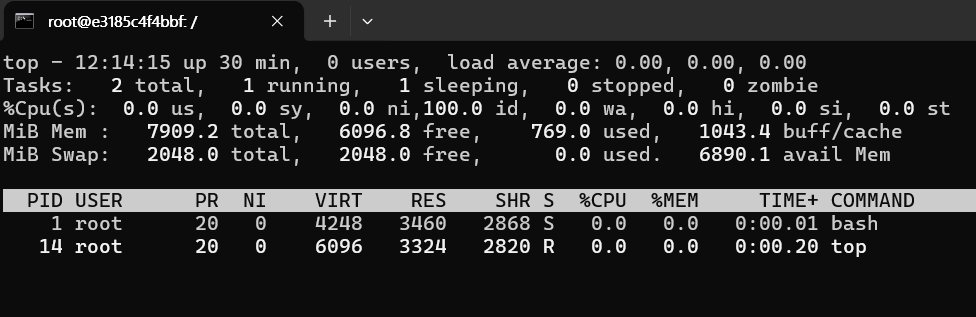 root@e3185c4f4bbf: /
top - 12:14:15 up 30 min,  0 users,  load average: 0.00, 0.00, 0.00
Tasks:   2 total,   1 running,   1 sleeping,   0 stopped,   0 zombie
%Cpu(s):  0.0 us,  0.0 sy,  0.0 ni,100.0 id,  0.0 wa,  0.0 hi,  0.0 si,  0.0 st
MiB Mem :   7909.2 total,   6096.8 free,    769.0 used,   1043.4 buff/cache
MiB Swap:   2048.0 total,   2048.0 free,      0.0 used.   6890.1 avail Mem
PID USER      PR  NI    VIRT    RES    SHR S  %CPU  %MEM     TIME+ COMMAND
1 root      20   0    4248   3460   2868 S   0.0   0.0   0:00.01 bash
14 root      20   0    6096   3324   2820 R   0.0   0.0   0:00.20 top